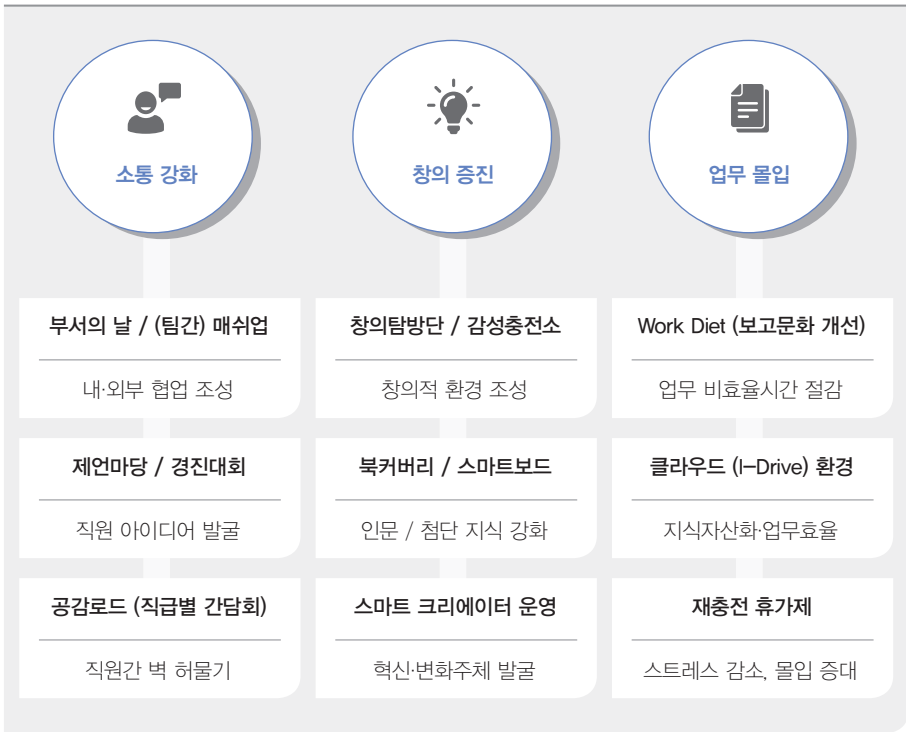 소통 강화
부서의 날 / (팀간) 매쉬업
내·외부 협업 조성
제언마당 / 경진대회
직원 아이디어 발굴
공감로드 (직급별 간담회)
직원간 벽 허물기
창의 증진
창의탐방단 / 감성충전소
창의적 환경 조성
북커버리 / 스마트보드
인문 / 첨단 지식 강화
스마트 크리에이터 운영
혁신·변화주체 발굴
업무 몰입
Work Diet (보고문화 개선)
업무 비효율시간 절감
클라우드 (I-Drive) 환경
지식자산화·업무효율
재충전 휴가제
스트레스 감소, 몰입 증대